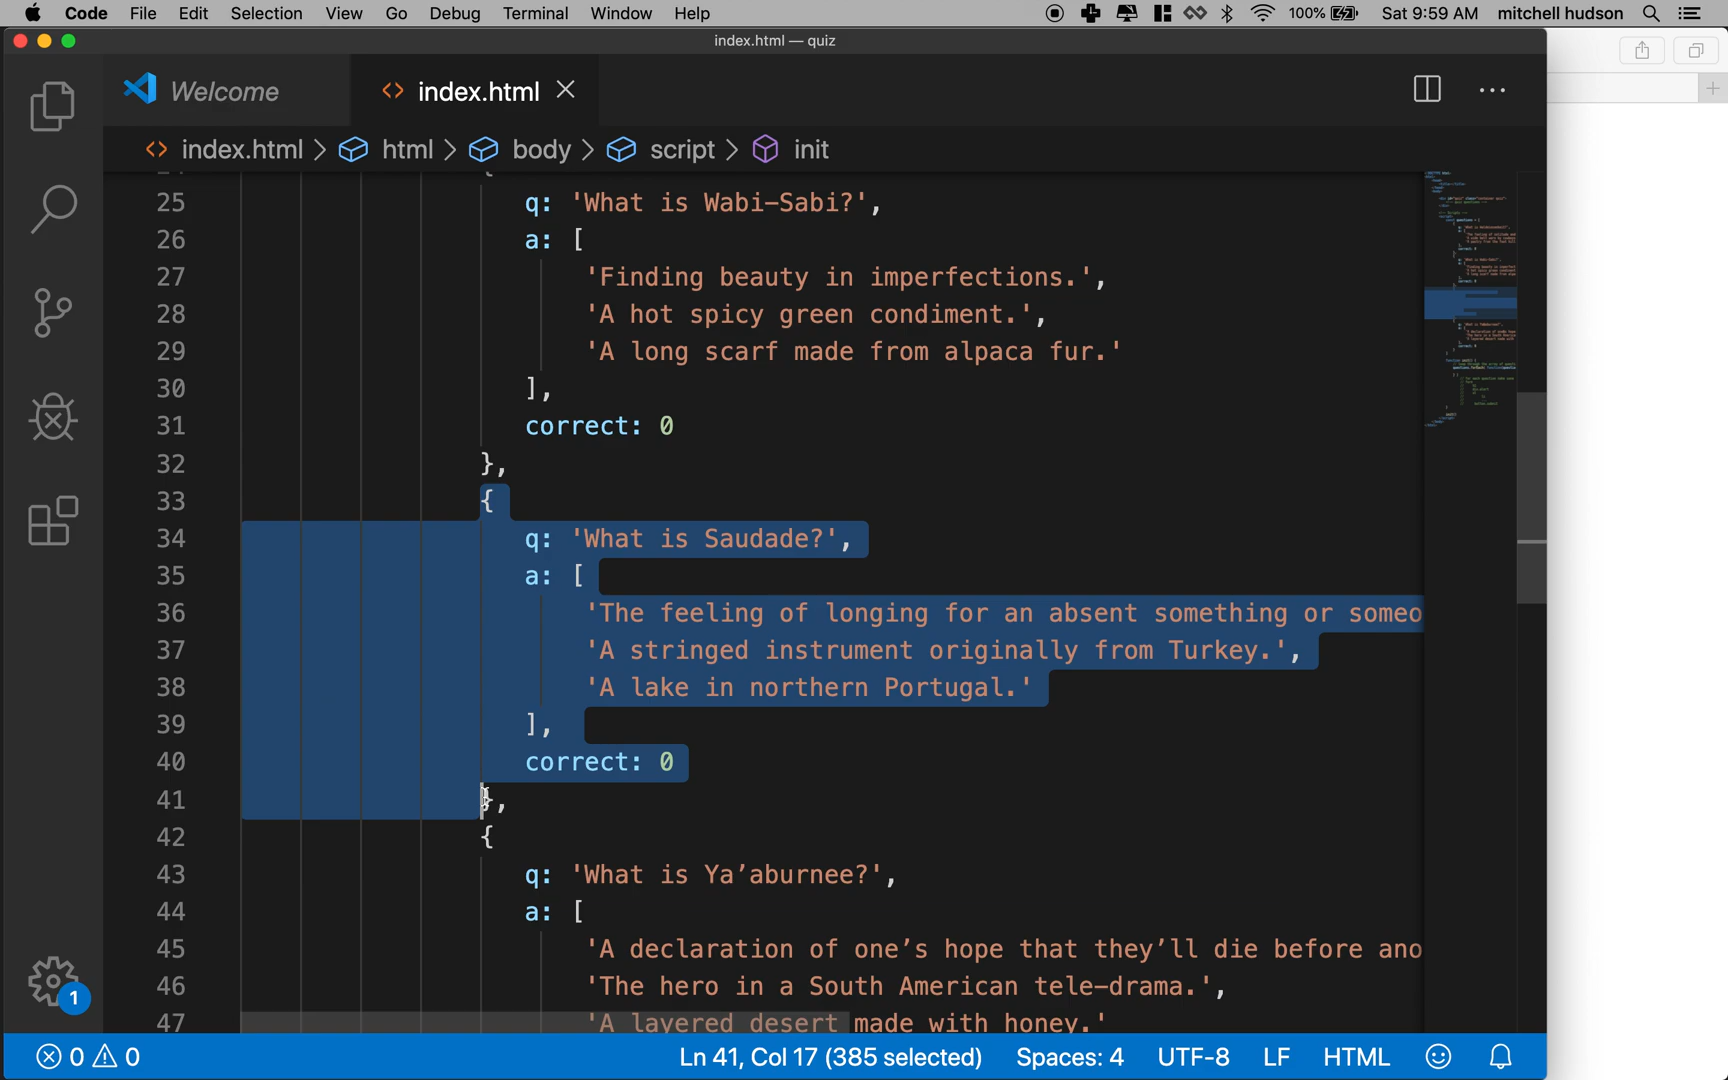 Code File Edit Selection View Go Debug Terminal Window Help 100% Sat 9:59 AM mitchell hudson
index.html — quiz
Welcome index.html
index.html > html > body > script > init
25 q: 'What is Wabi-Sabi?',
26 a: [
27 'Finding beauty in imperfections.',
28 'A hot spicy green condiment.',
29 'A long scarf made from alpaca fur.'
30 ],
31 correct: 0
32 },
33 {
34 q: 'What is Saudade?',
35 a: [
36 'The feeling of longing for an absent something or someo
37 'A stringed instrument originally from Turkey.',
38 'A lake in northern Portugal.'
39 ],
40 correct: 0
41 },
42 {
43 q: 'What is Ya’aburnee?',
44 a: [
45 'A declaration of one’s hope that they’ll die before ano
46 'The hero in a South American tele-drama.',
47 'A layered desert made with honey.'
1
0 0 Ln 41, Col 17 (385 selected) Spaces: 4 UTF-8 LF HTML